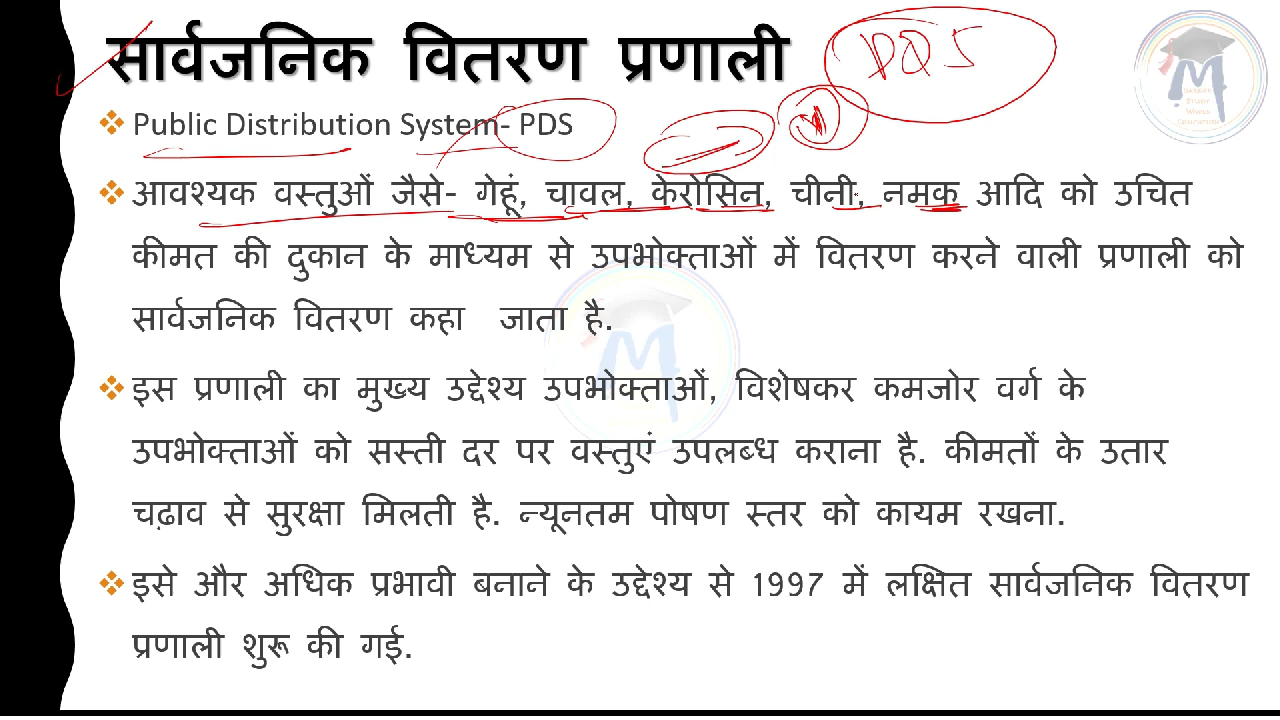 सार्वजनिक वितरण प्रणाली
PDS
❖ Public Distribution System- PDS
❖ आवश्यक वस्तुओं जैसे- गेहूं, चावल, केरोसिन, चीनी, नमक आदि को उचित
कीमत की दुकान के माध्यम से उपभोक्ताओं में वितरण करने वाली प्रणाली को
सार्वजनिक वितरण कहा जाता है.
❖ इस प्रणाली का मुख्य उद्देश्य उपभोक्ताओं, विशेषकर कमजोर वर्ग के
उपभोक्ताओं को सस्ती दर पर वस्तुएं उपलब्ध कराना है. कीमतों के उतार
चढ़ाव से सुरक्षा मिलती है. न्यूनतम पोषण स्तर को कायम रखना.
❖ इसे और अधिक प्रभावी बनाने के उद्देश्य से 1997 में लक्षित सार्वजनिक वितरण
प्रणाली शुरू की गई.